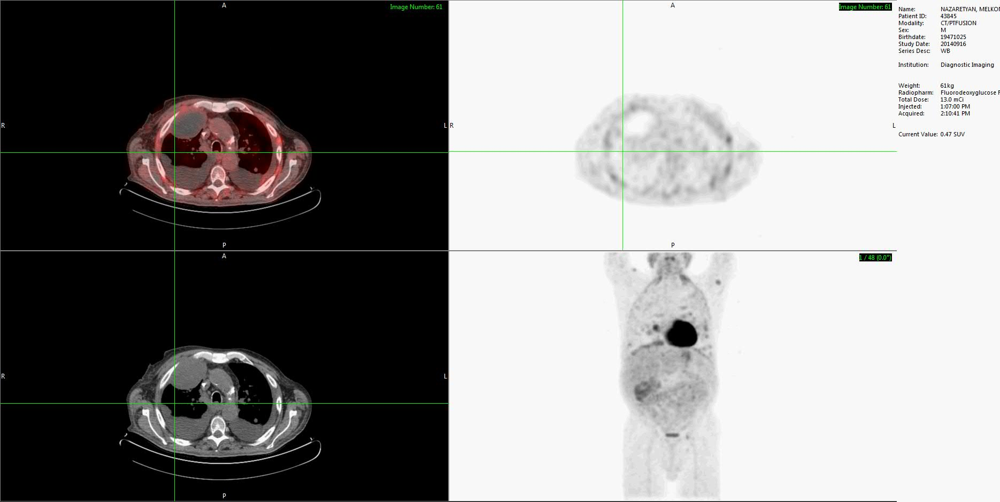 A
Image Number: 61
R
L
P
A
Image Number: 61
R
L
P
A
R
L
P
1 / 48 (0.0°)
Name: NAZARETYAN, MELKO
Patient ID: 43845
Modality: CT/PTFUSION
Sex: M
Birthdate: 19471025
Study Date: 20140916
Series Desc: WB
Institution: Diagnostic Imaging
Weight: 61kg
Radiopharm: Fluorodeoxyglucose F
Total Dose: 13.0 mCi
Injected: 1:07:00 PM
Acquired: 2:10:41 PM
Current Value: 0.47 SUV